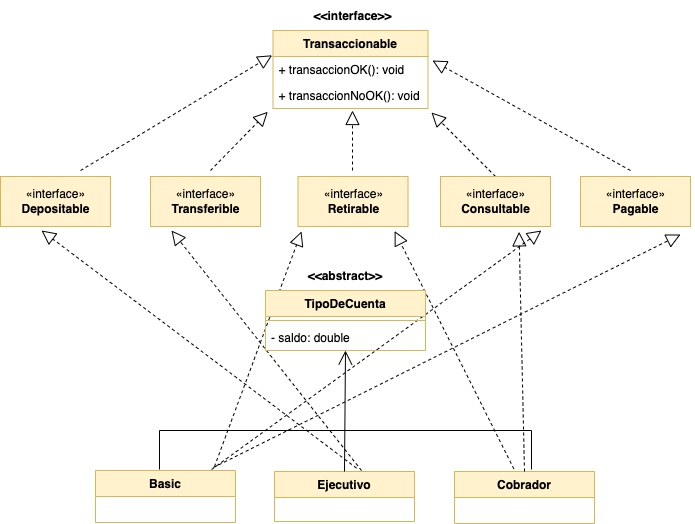 <<interface>>
Transaccionable
+ transaccionOK(): void
+ transaccionNoOK(): void
«interface»
Depositable
«interface»
Transferible
«interface»
Retirable
«interface»
Consultable
«interface»
Pagable
<<abstract>>
TipoDeCuenta
- saldo: double
Basic
Ejecutivo
Cobrador